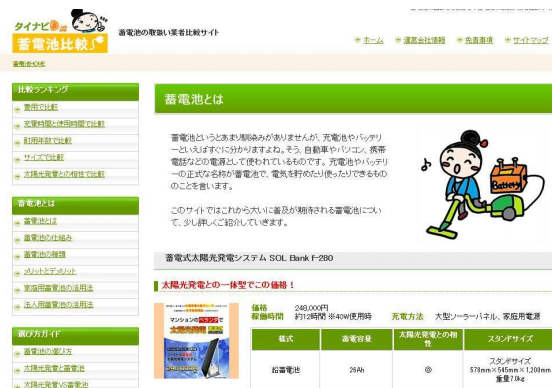 タイナビ
蓄電池比較
蓄電池の取扱い業者比較サイト
ホーム 運営会社情報 免責事項 サイトマップ
蓄電池HOME
比較ランキング
費用で比較
充電時間と使用時間で比較
耐用年数で比較
サイズで比較
太陽光発電との相性で比較
蓄電池とは
蓄電池とは
蓄電池の仕組み
蓄電池の種類
メリットとデメリット
家庭用蓄電池の活用法
法人用蓄電池の活用法
選び方ガイド
蓄電池の選び方
太陽光発電と蓄電池
太陽光発電VS蓄電池
蓄電池とは
蓄電池というとあまり馴染みがありませんが、充電池やバッテリ
ーといえばすぐに分かりますよね。そう、自動車やパソコン、携帯
電話などの電源として使われているものです。充電池やバッテリ
ーの正式な名称が蓄電池で、電気を貯めたり使ったりできるもの
のことを言います。
このサイトではこれから大いに普及が期待される蓄電池につい
て、少し詳しくご紹介していきます。
Battery
蓄電式太陽光発電システム SOL Bank f-280
太陽光発電との一体型でこの価格！
マンションのベランダで
太陽光発電
価格 248,000円
稼働時間 約12時間 ※40W使用時 充電方法 大型ソーラーパネル、家庭用電源
様式 蓄電容量 太陽光発電との相性 スタンドサイズ
鉛蓄電池 26Ah ◎ スタンドサイズ
578mm×545mm×1,200mm
重量7.0kg